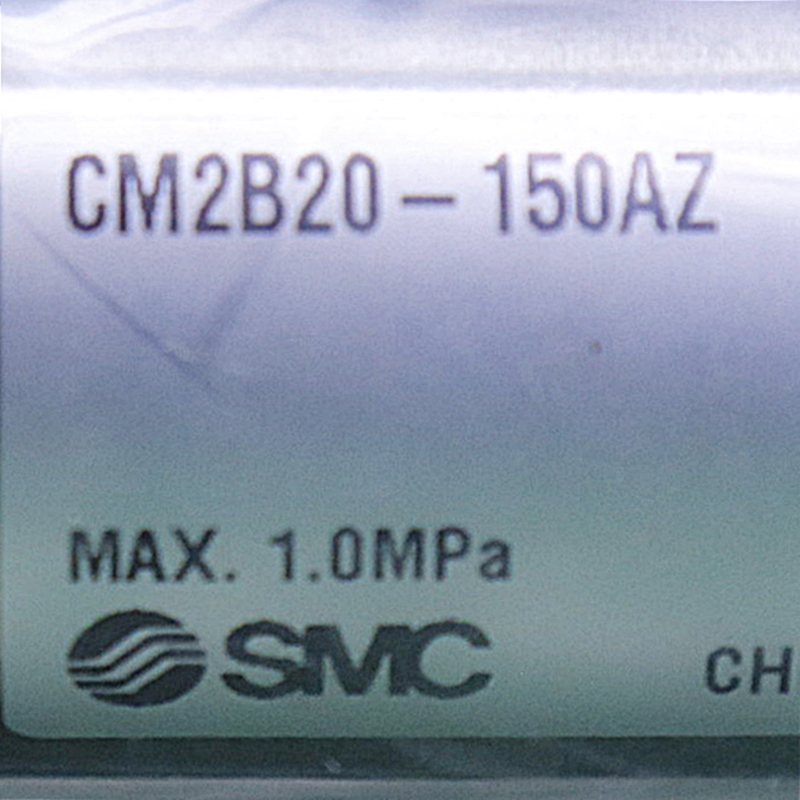 CM2B20-150AZ
MAX. 1.0MPa
SMC
CH